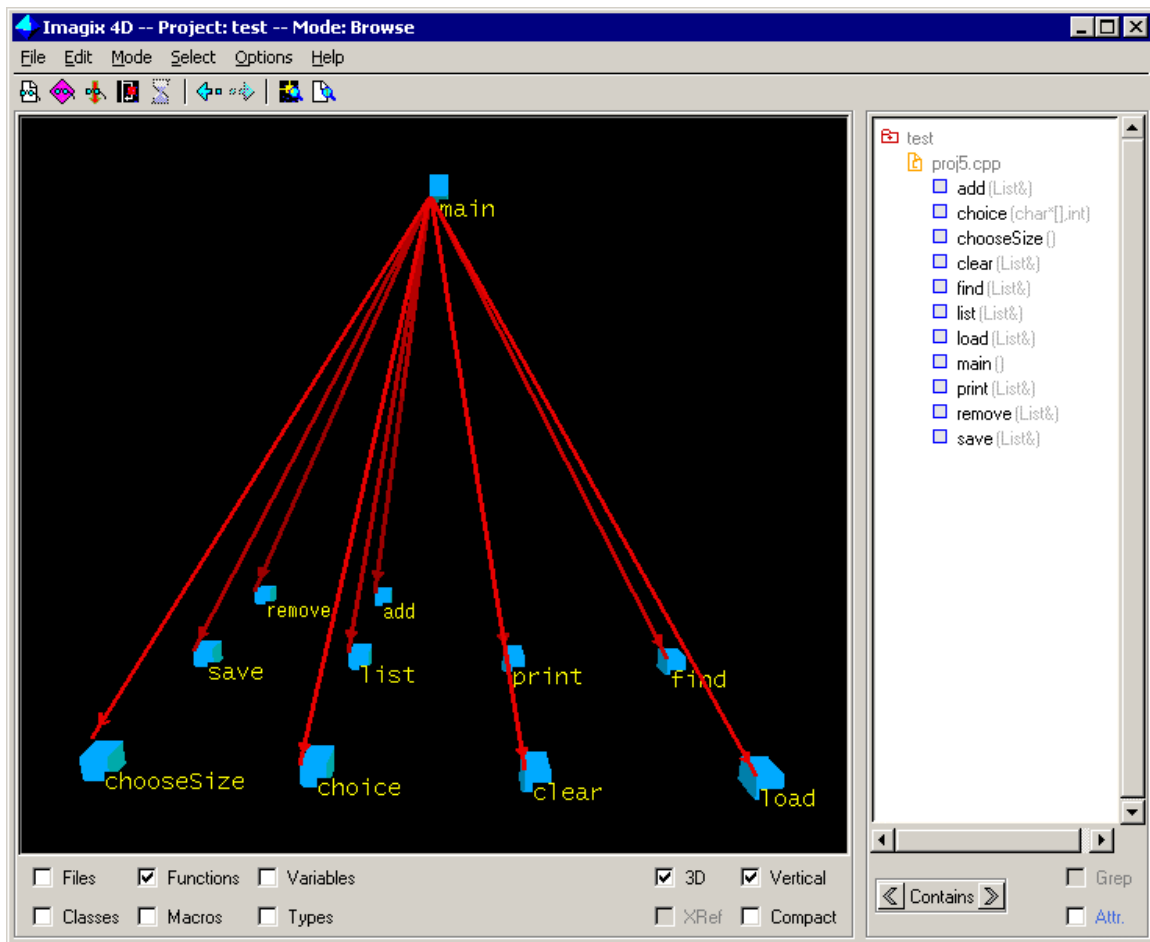 Imagix 4D -- Project: test -- Mode: Browse
File Edit Mode Select Options Help
main
remove
add
save
list
print
find
chooseSize
choice
clear
load
test
proj5.cpp
add (List&)
choice (char*[],int)
chooseSize ()
clear (List&)
find (List&)
list (List&)
load (List&)
main ()
print (List&)
remove (List&)
save (List&)
Files Functions Variables 3D Vertical
Classes Macros Types XRef Compact
Contains
Grep
Attr.